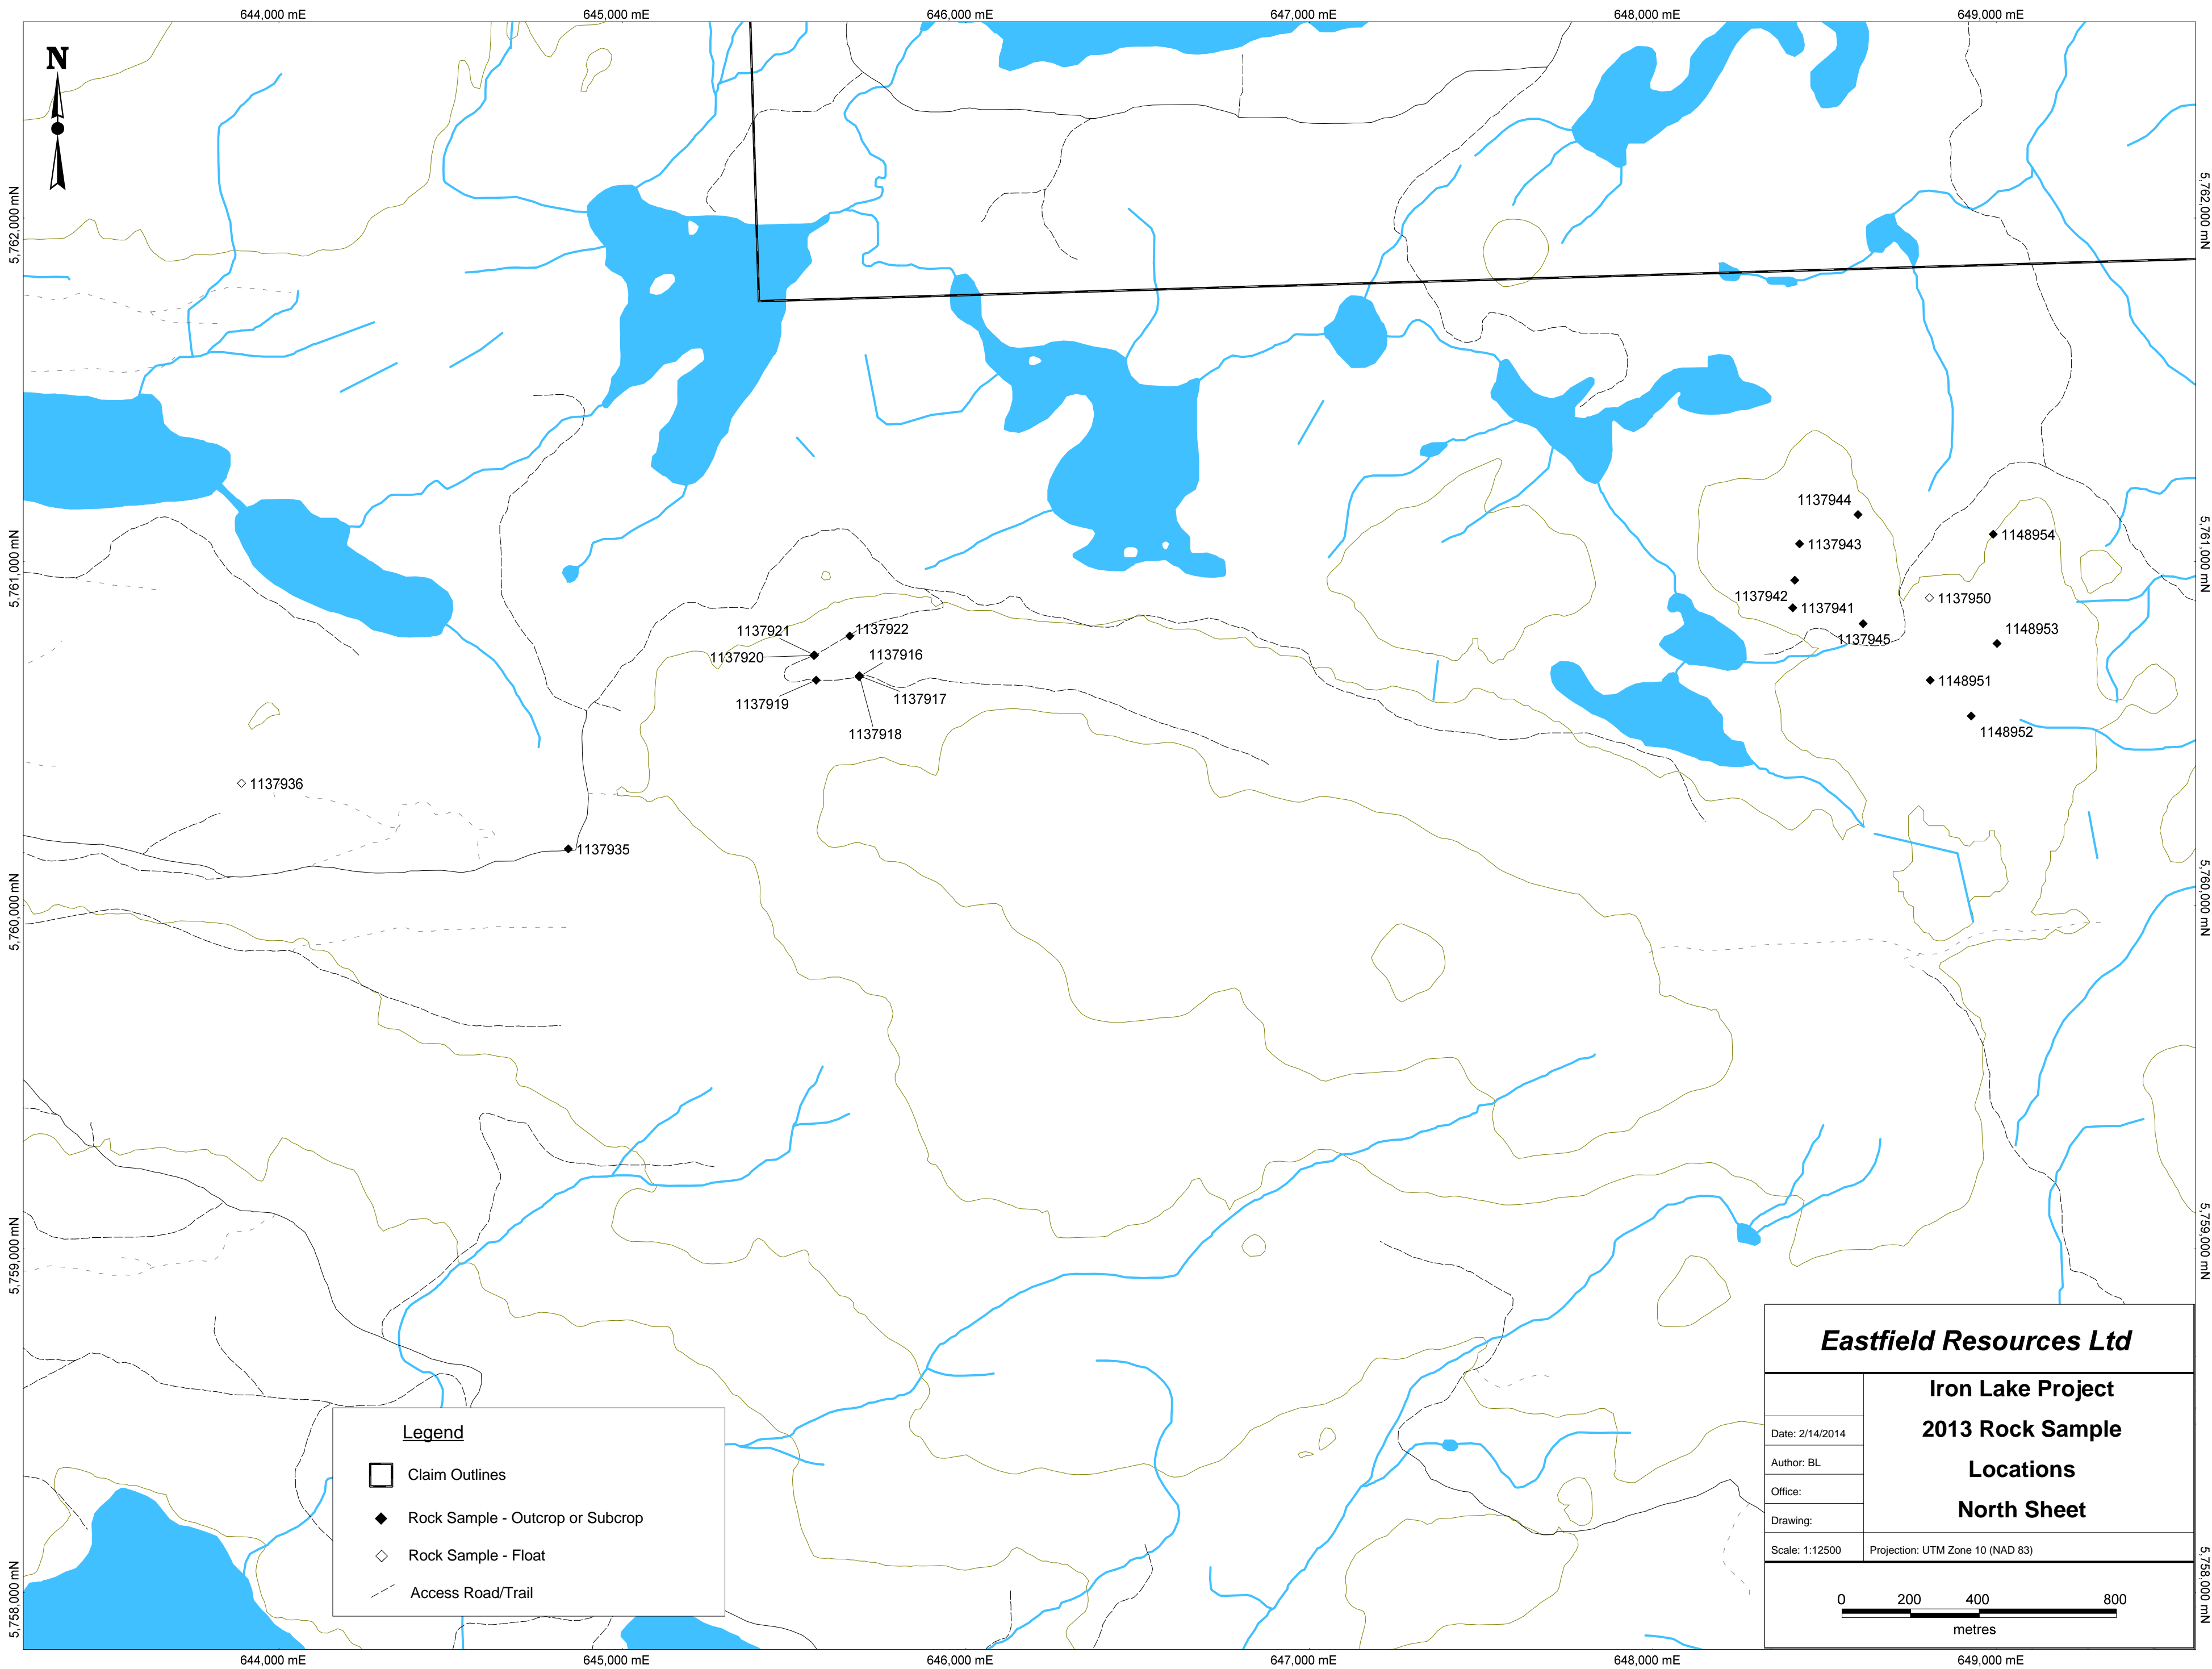 644,000 mE
645,000 mE
646,000 mE
647,000 mE
648,000 mE
649,000 mE
N
5,762,000 mN
5,762,000 mN
1137944
1137943
1148954
5,761,000 mN
5,761,000 mN
1137942
1137941
1137950
1137945
1148953
1137921
1137922
1137920
1137916
1137919
1137917
1137918
1148951
1148952
1137936
1137935
5,760,000 mN
5,760,000 mN
5,759,000 mN
5,759,000 mN
Eastfield Resources Ltd
Iron Lake Project
2013 Rock Sample
Locations
North Sheet
Date: 2/14/2014
Author: BL
Office:
Drawing:
Scale: 1:12500
Projection: UTM Zone 10 (NAD 83)
0 200 400 800
metres
Legend
Claim Outlines
Rock Sample - Outcrop or Subcrop
Rock Sample - Float
Access Road/Trail
5,758,000 mN
5,758,000 mN
644,000 mE
645,000 mE
646,000 mE
647,000 mE
648,000 mE
649,000 mE